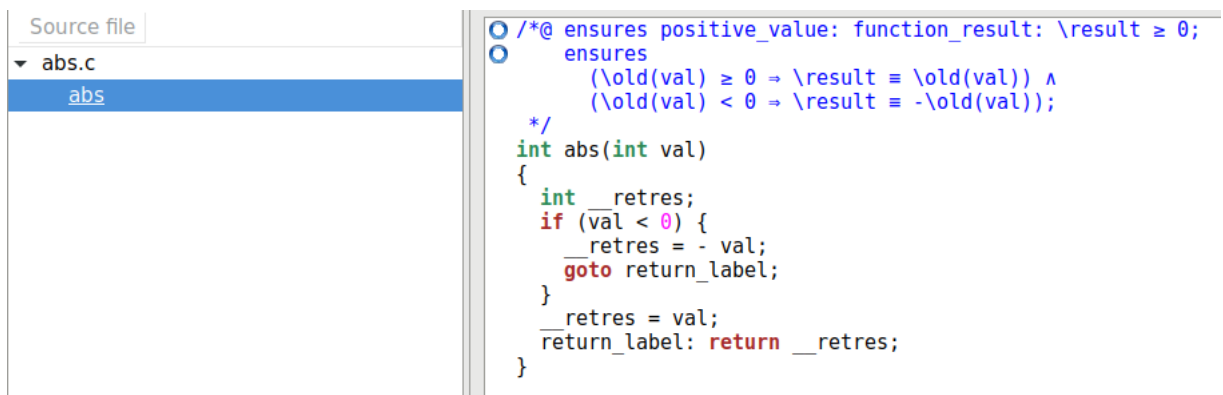 Source file
abs.c
abs
/*@ ensures positive_value: function_result: \result ≥ 0;
ensures
(\old(val) ≥ 0 ⇒ \result ≡ \old(val)) ∧
(\old(val) < 0 ⇒ \result ≡ -\old(val));
*/
int abs(int val)
{
int __retres;
if (val < 0) {
__retres = - val;
goto return_label;
}
__retres = val;
return_label: return __retres;
}